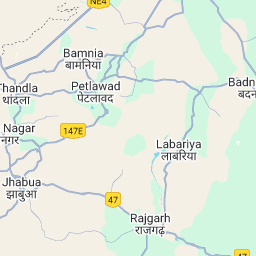 NE4
Bamnia
बामनिया
Thandla
थांदला
Petlawad
पेटलावद
Badn
बदन
Nagar
नगर
147E
Labariya
लाबरिया
Jhabua
झाबुआ
47
Rajgarh
राजगढ़
47